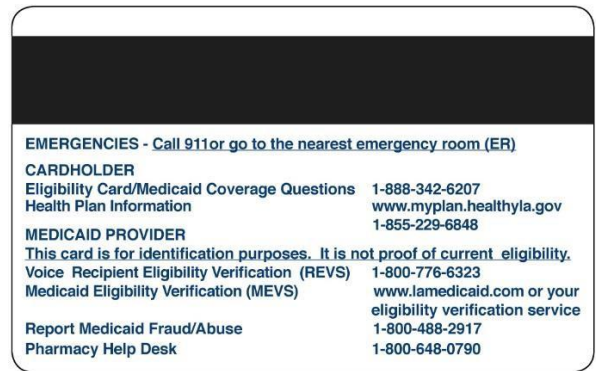 EMERGENCIES - Call 911or go to the nearest emergency room (ER)
CARDHOLDER
Eligibility Card/Medicaid Coverage Questions 1-888-342-6207
Health Plan Information www.myplan.healthyla.gov
1-855-229-6848
MEDICAID PROVIDER
This card is for identification purposes. It is not proof of current eligibility.
Voice Recipient Eligibility Verification (REVS) 1-800-776-6323
Medicaid Eligibility Verification (MEVS) www.lamedicaid.com or your
eligibility verification service
Report Medicaid Fraud/Abuse 1-800-488-2917
Pharmacy Help Desk 1-800-648-0790